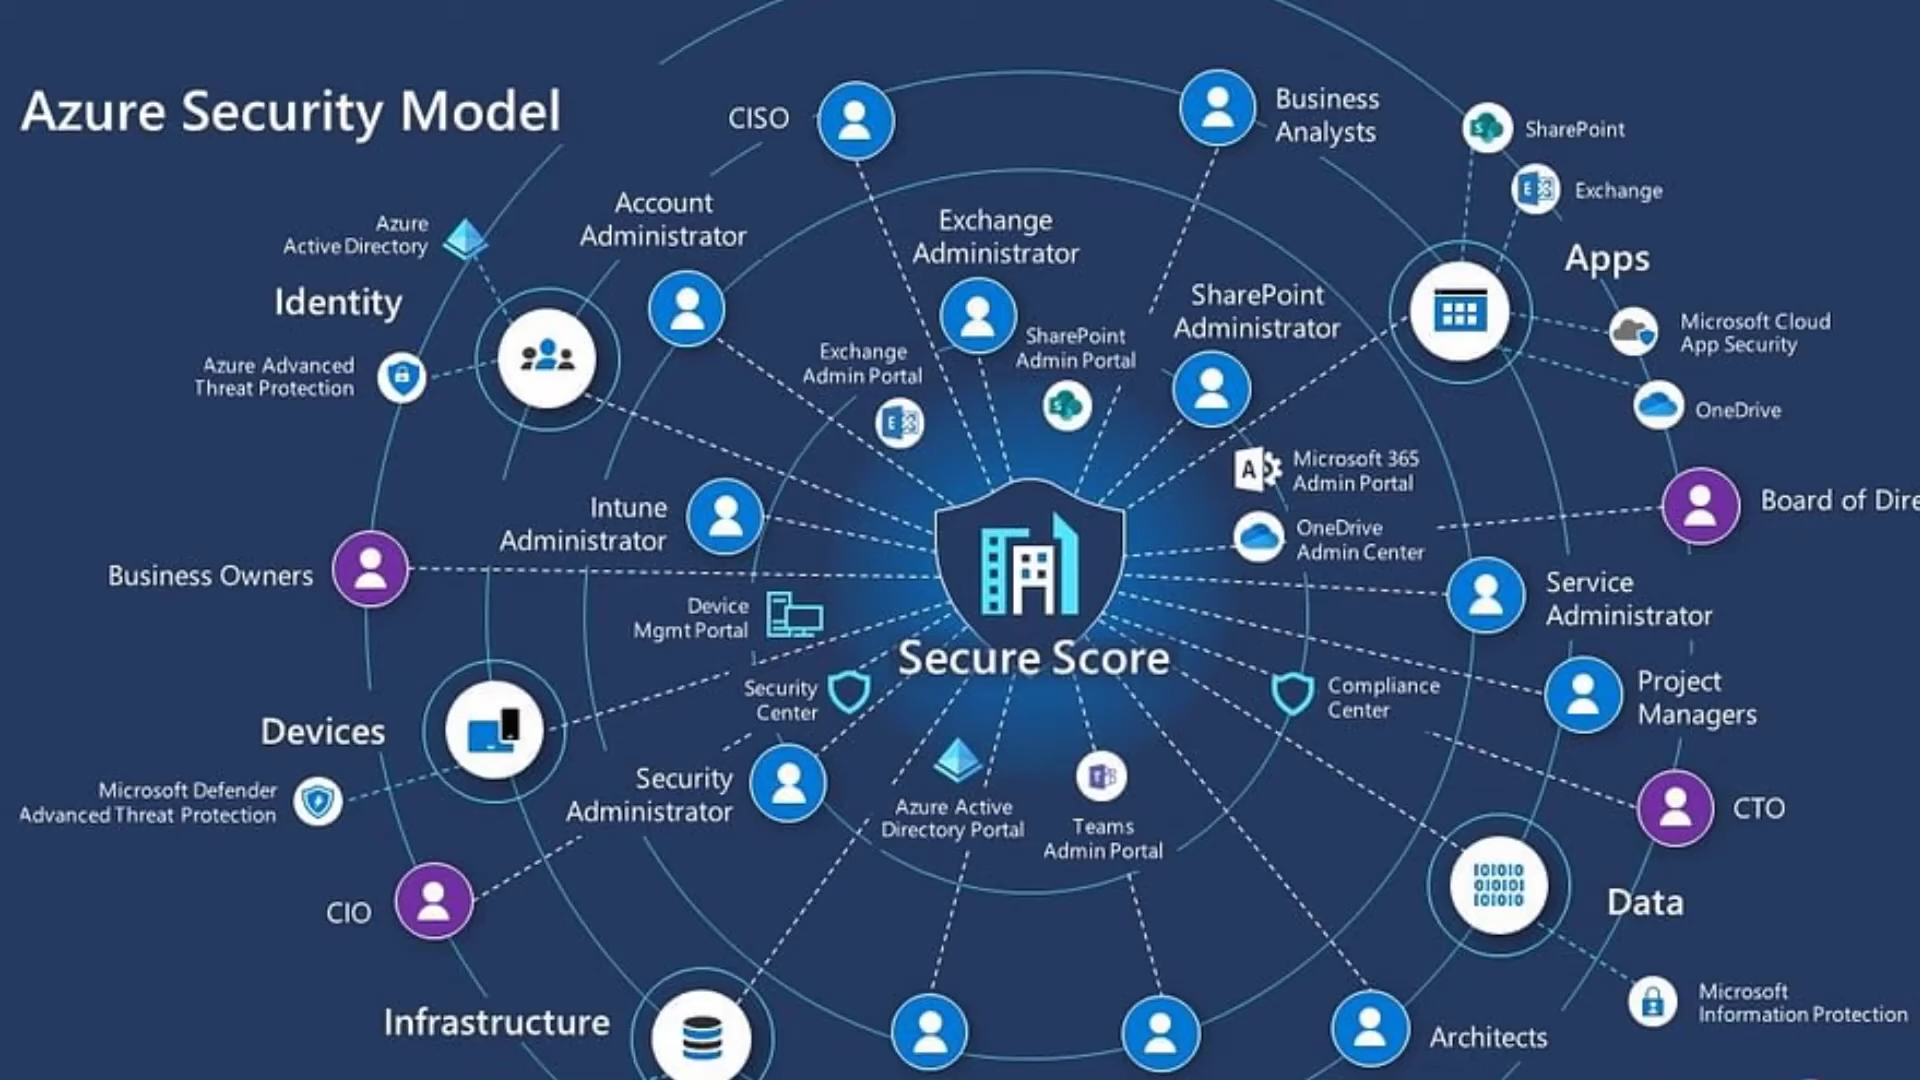 Azure Security Model
CISO
Business
Analysts
SharePoint
Exchange
Account
Administrator
Exchange
Administrator
Azure
Active Directory
Apps
Identity
SharePoint
Administrator
Microsoft Cloud
App Security
SharePoint
Admin Portal
Exchange
Admin Portal
Azure Advanced
Threat Protection
OneDrive
Microsoft 365
Admin Portal
Board of Dire
Intune
Administrator
OneDrive
Admin Center
Business Owners
Service
Administrator
Device
Mgmt Portal
Secure Score
Security
Center
Compliance
Center
Project
Managers
Devices
Microsoft Defender
Advanced Threat Protection
Security
Administrator
Azure Active
Directory Portal
Teams
Admin Portal
CTO
CIO
Data
010101
010101
010101
Microsoft
Information Protection
Infrastructure
Architects